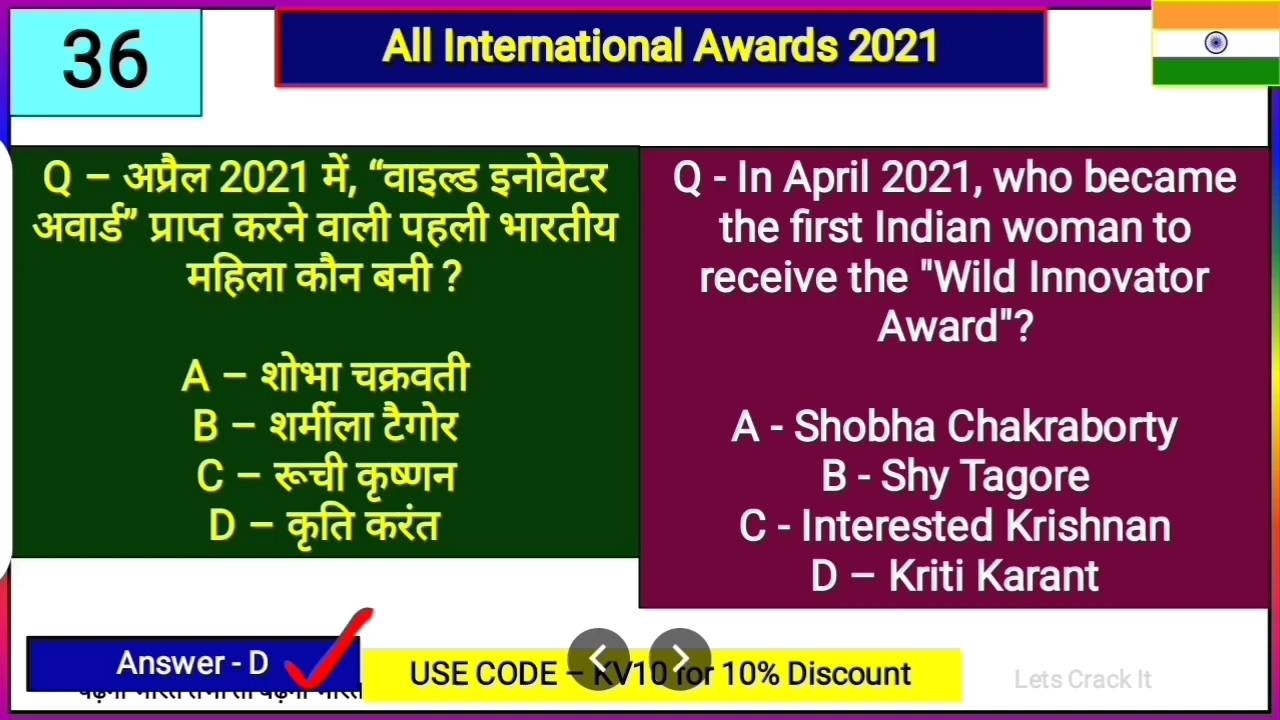 36
All International Awards 2021
Q – अप्रैल 2021 में, “वाइल्ड इनोवेटर
अवार्ड” प्राप्त करने वाली पहली भारतीय
महिला कौन बनी ?
A – शोभा चक्रवती
B – शर्मीला टैगोर
C – रूची कृष्णन
D – कृति करंत
Q - In April 2021, who became
the first Indian woman to
receive the "Wild Innovator
Award"?
A - Shobha Chakraborty
B - Shy Tagore
C - Interested Krishnan
D – Kriti Karant
Answer - D
USE CODE – KV10 for 10% Discount
Lets Crack It